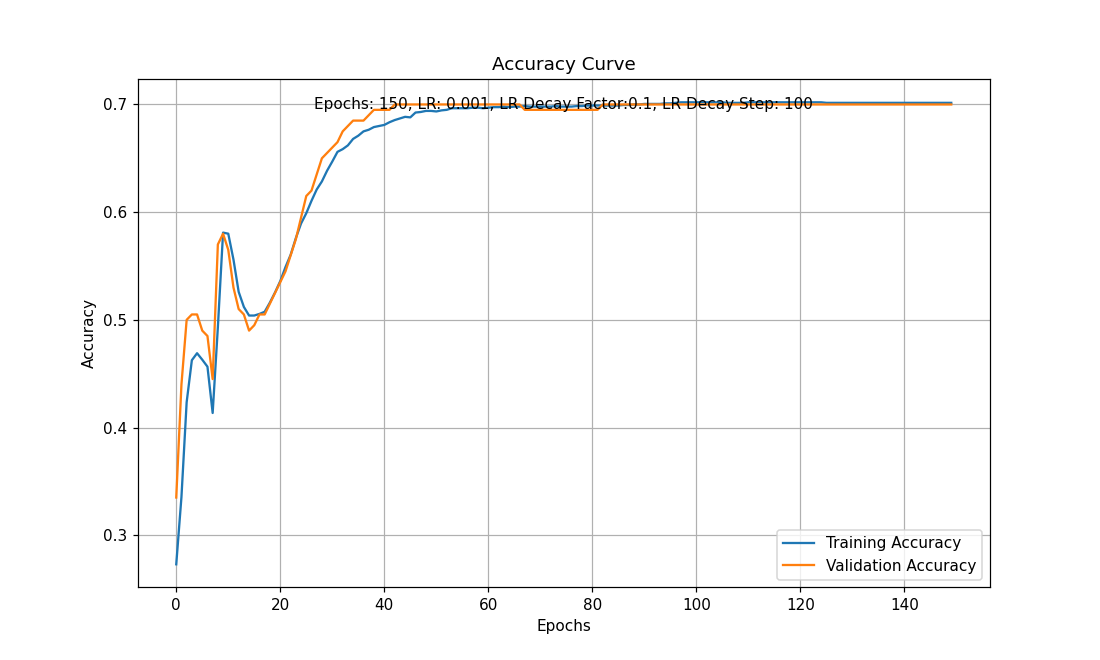 Accuracy Curve
Epochs: 150, LR: 0.001, LR Decay Factor:0.1, LR Decay Step: 100
0.7
0.6
0.5
0.4
0.3
Accuracy
Training Accuracy
Validation Accuracy
0 20 40 60 80 100 120 140
Epochs